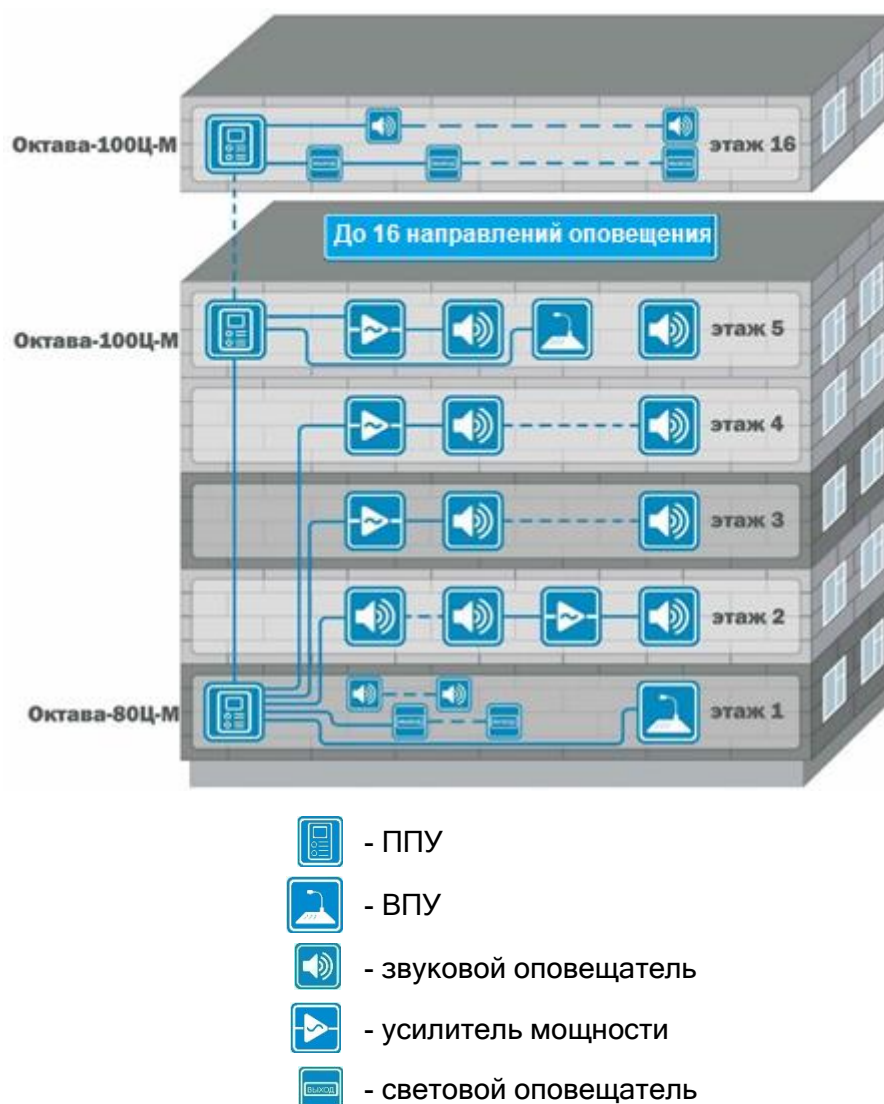 Октава-100Ц-М
этаж 16
До 16 направлений оповещения
Октава-100Ц-М
этаж 5
этаж 4
этаж 3
этаж 2
Октава-80Ц-М
этаж 1
- ППУ
- ВПУ
- звуковой оповещатель
- усилитель мощности
ВЫХОД
- световой оповещатель